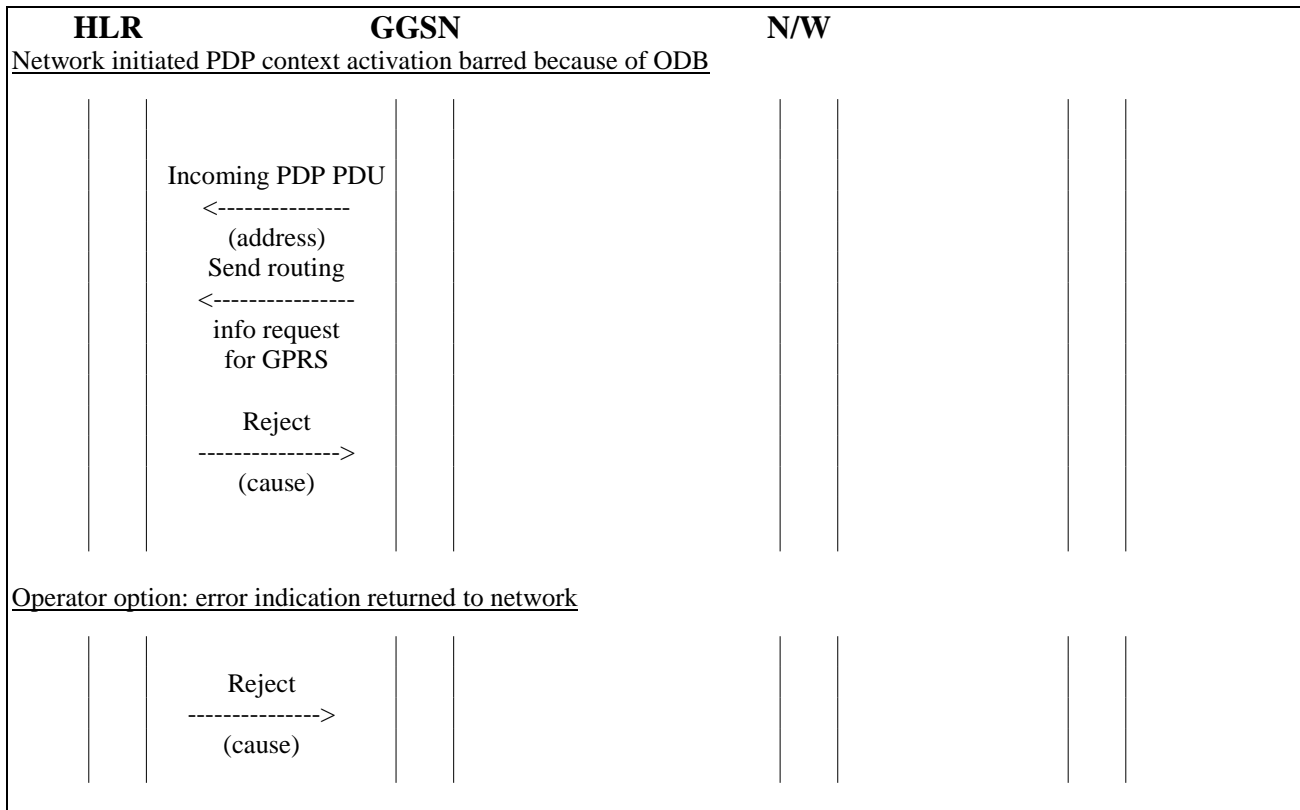 HLR GGSN N/W
Network initiated PDP context activation barred because of ODB
Incoming PDP PDU
<---------------
(address)
Send routing
<----------------
info request
for GPRS
Reject
---------------->
(cause)
Operator option: error indication returned to network
Reject
--------------->
(cause)